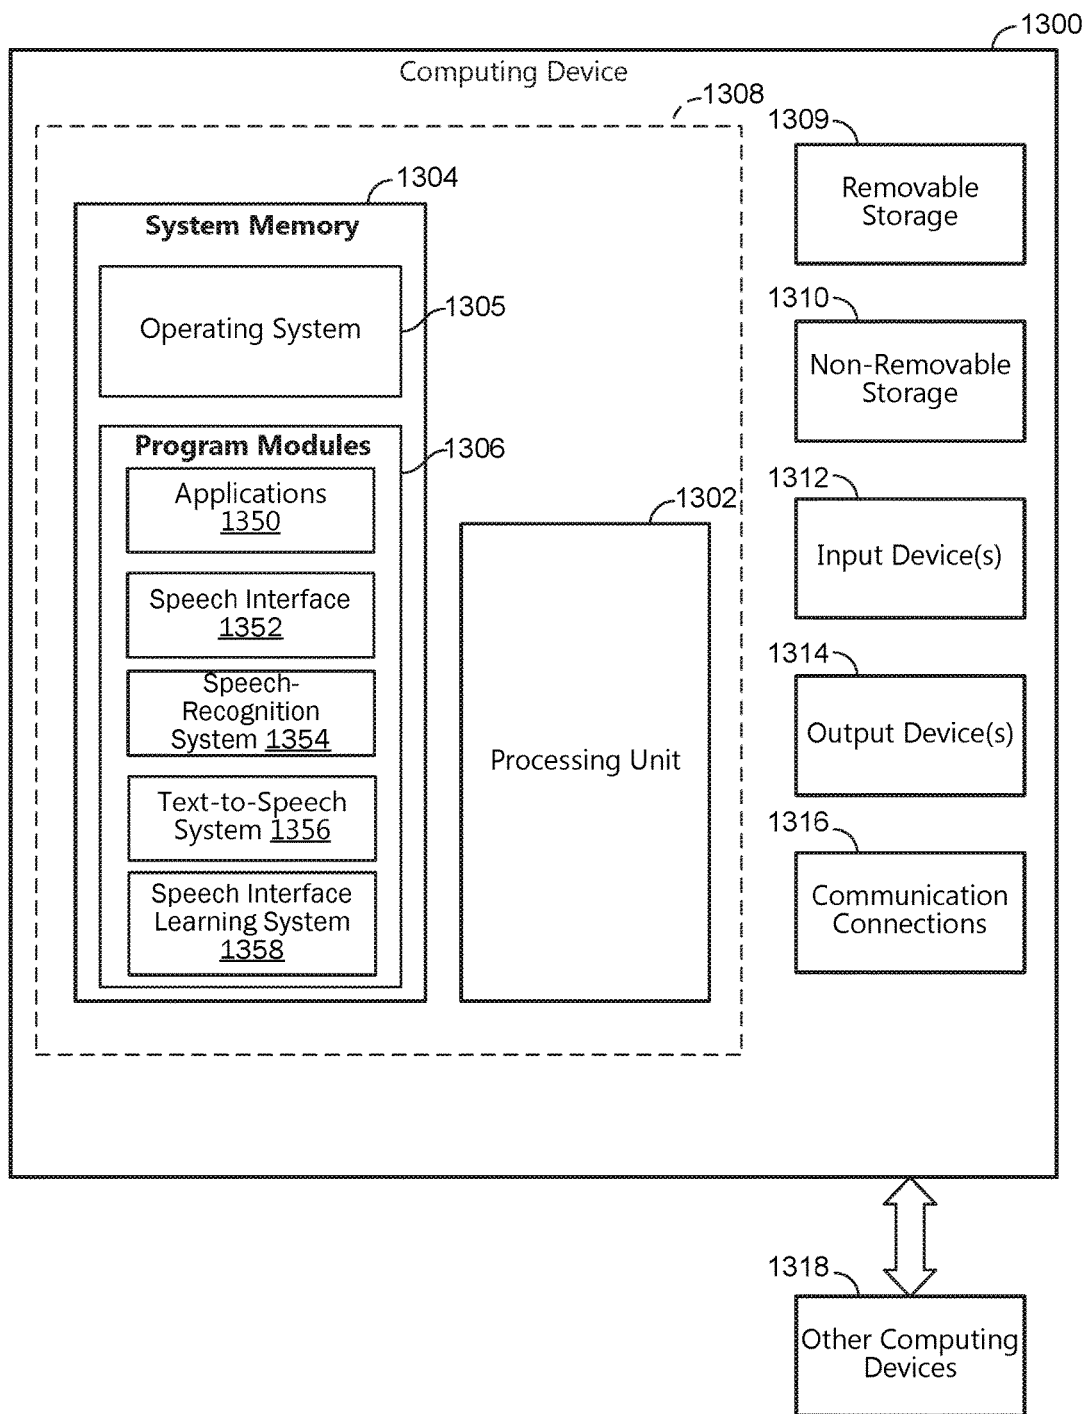 1300
Computing Device
1308
1304
System Memory
Operating System
1305
Program Modules
1306
Applications
1350
Speech Interface
1352
Speech-
Recognition
System 1354
Text-to-Speech
System 1356
Speech Interface
Learning System
1358
1302
Processing Unit
1309
Removable
Storage
1310
Non-Removable
Storage
1312
Input Device(s)
1314
Output Device(s)
1316
Communication
Connections
1318
Other Computing
Devices